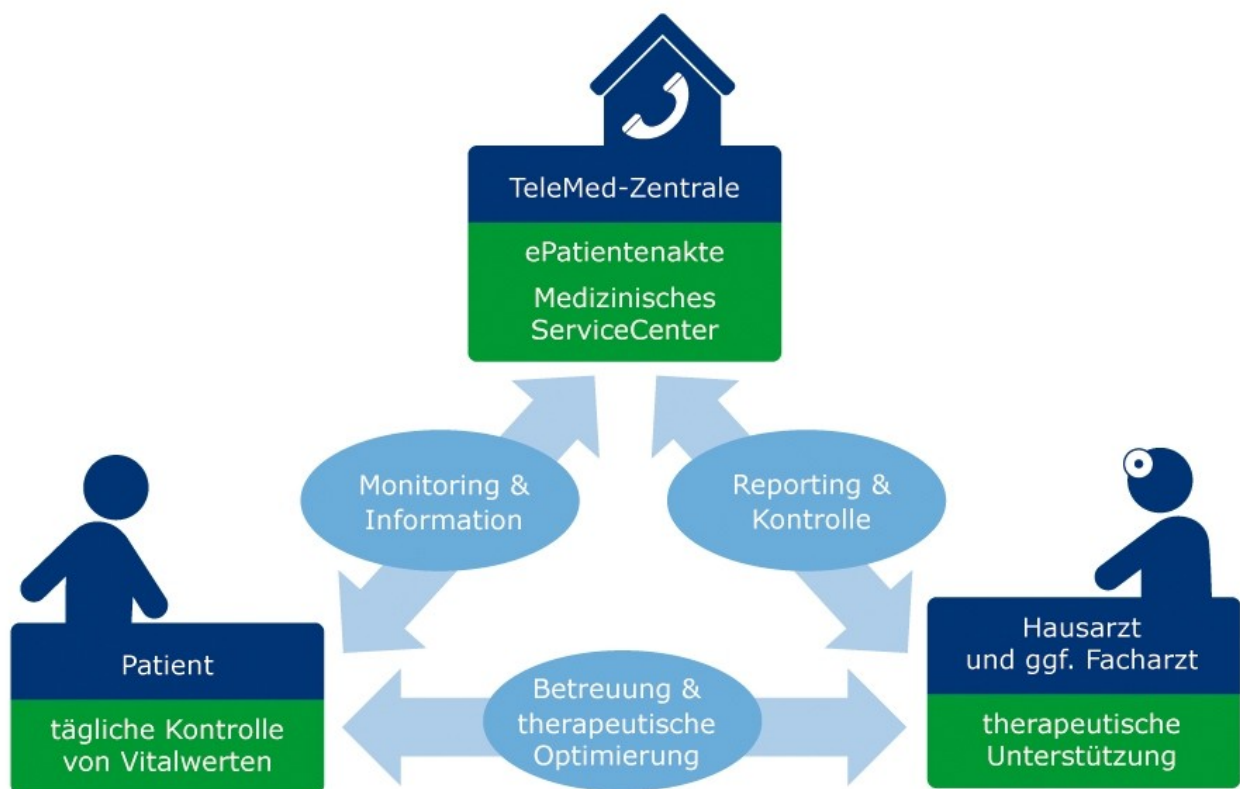 TeleMed-Zentrale
ePatientenakte
Medizinisches
ServiceCenter
Monitoring &
Information
Reporting &
Kontrolle
Patient
tägliche Kontrolle
von Vitalwerten
Betreuung &
therapeutische
Optimierung
Hausarzt
und ggf. Facharzt
therapeutische
Unterstützung